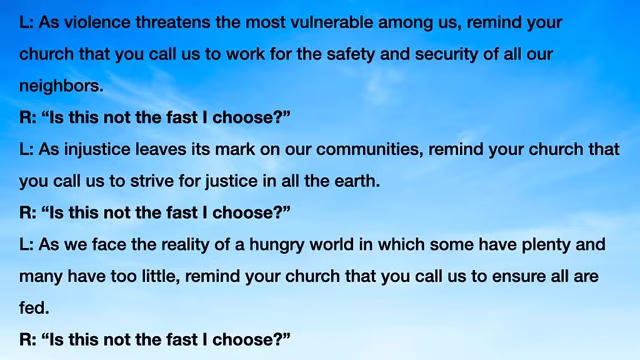 L: As violence threatens the most vulnerable among us, remind your
church that you call us to work for the safety and security of all our
neighbors.
R: “Is this not the fast I choose?”
L: As injustice leaves its mark on our communities, remind your church that
you call us to strive for justice in all the earth.
R: “Is this not the fast I choose?”
L: As we face the reality of a hungry world in which some have plenty and
many have too little, remind your church that you call us to ensure all are
fed.
R: “Is this not the fast I choose?”